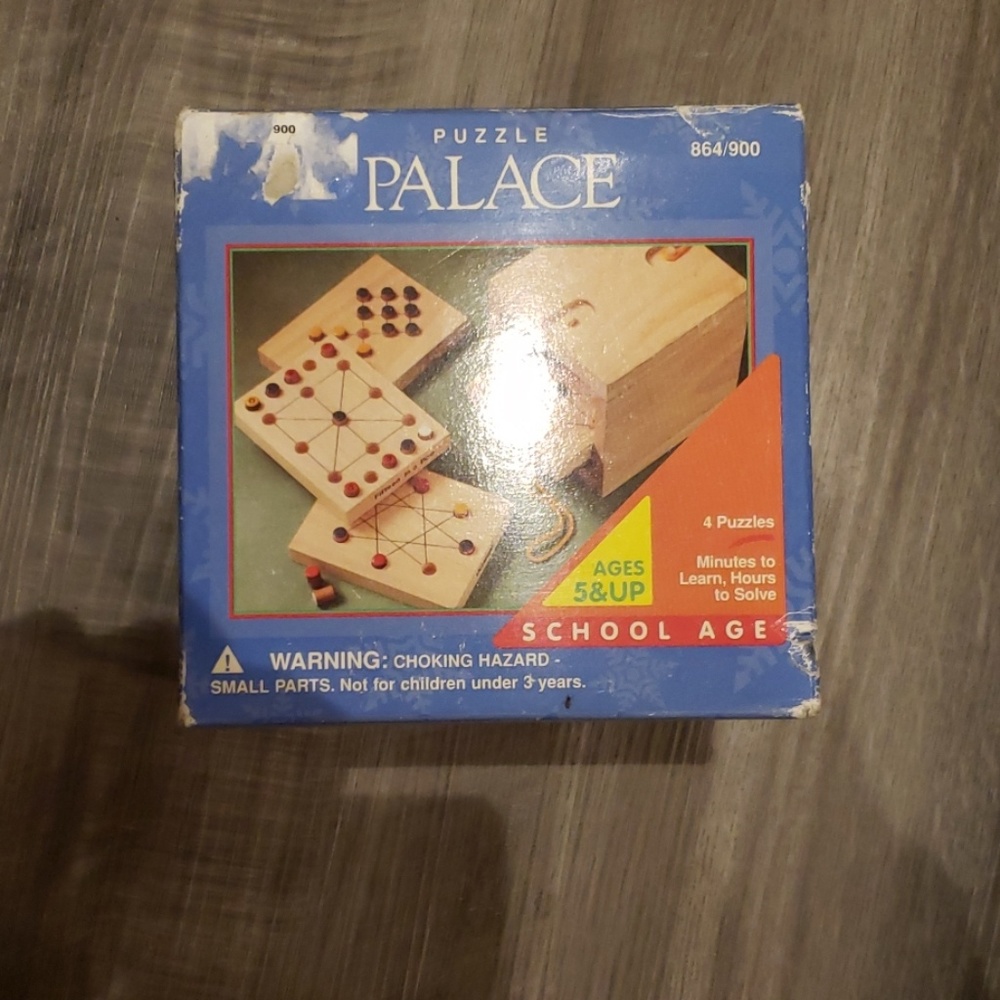 900
PUZZLE
PALACE
864/900
4 Puzzles
Minutes to
Learn, Hours
to Solve
AGES
5&UP
SCHOOL AGE
WARNING: CHOKING HAZARD -
SMALL PARTS. Not for children under 3 years.